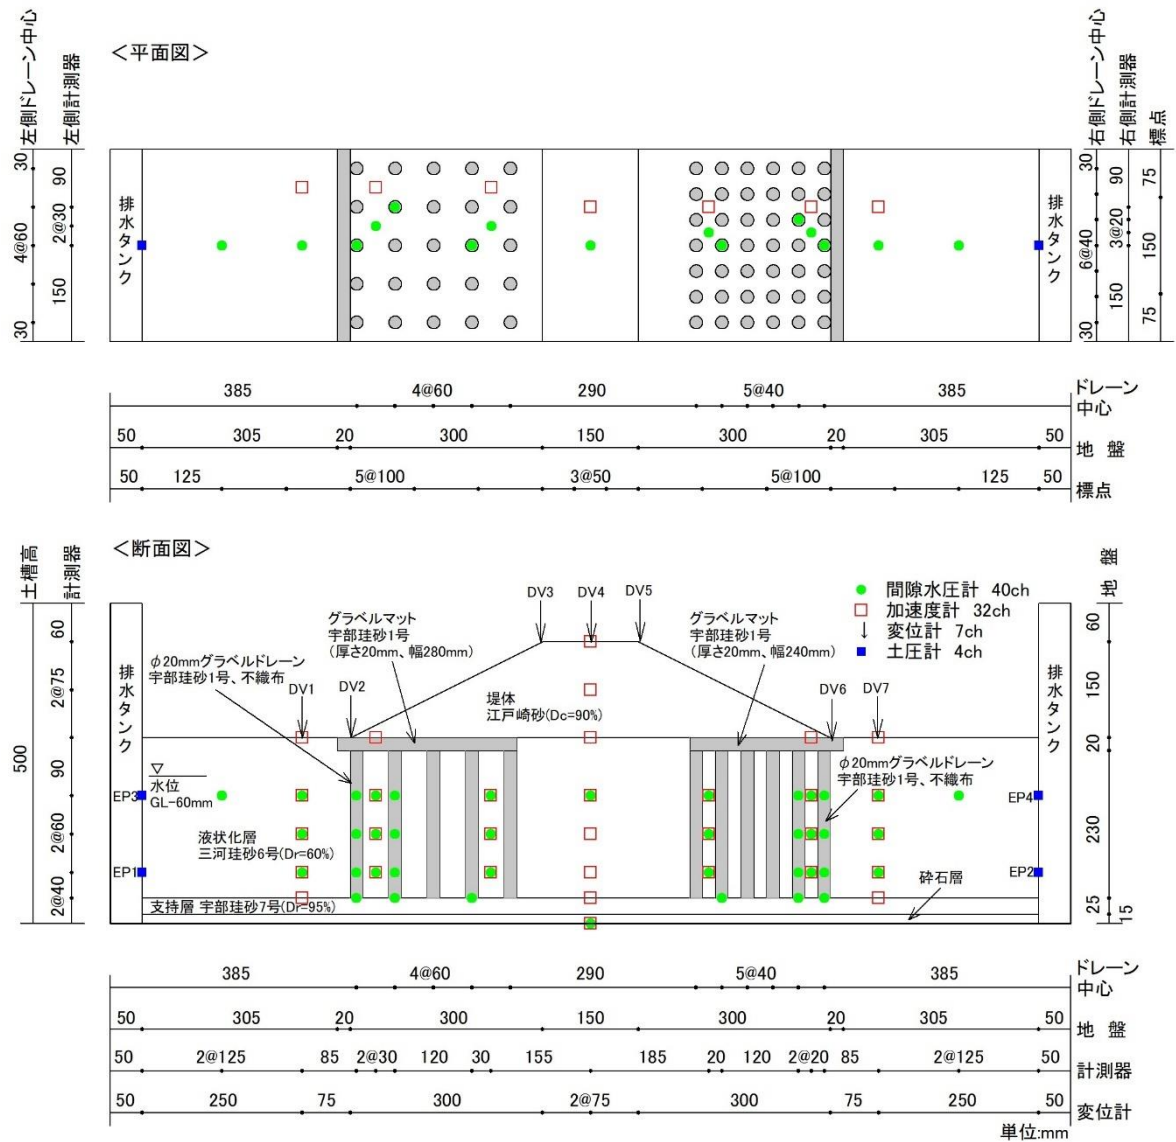 ＜平面図＞
左側ドレーン中心
左側計測器
30
4@60
30
90
2@30
150
排水タンク
排水タンク
右側ドレーン中心
右側計測器
標点
30
6@40
30
90
3@20
150
75
150
75
385 4@60 290 5@40 385 ドレーン中心
50 305 20 300 150 300 20 305 50 地盤
50 125 5@100 3@50 5@100 125 50 標点
＜断面図＞
土槽高
計測器
500
60
2@75
90
2@60
2@40
排水タンク
DV1
DV2
DV3
DV4
DV5
DV6
DV7
グラベルマット
宇部珪砂1号
(厚さ20mm、幅280mm)
グラベルマット
宇部珪砂1号
(厚さ20mm、幅240mm)
φ20mmグラベルドレーン
宇部珪砂1号、不織布
間隙水圧計 40ch
加速度計 32ch
↓ 変位計 7ch
土圧計 4ch
堤体
江戸崎砂(Dc=90%)
φ20mmグラベルドレーン
宇部珪砂1号、不織布
▽
水位
GL-60mm
EP3
EP1
EP4
EP2
液状化層
三河珪砂6号(Dr=60%)
支持層 宇部珪砂7号(Dr=95%)
砕石層
排水タンク
地盤
60
150
20
230
25
15
385 4@60 290 5@40 385 ドレーン中心
50 305 20 300 150 300 20 305 50 地盤
50 2@125 85 2@30 120 30 155 185 20 120 2@20 85 2@125 50 計測器
50 250 75 300 2@75 300 75 250 50 変位計
単位:mm